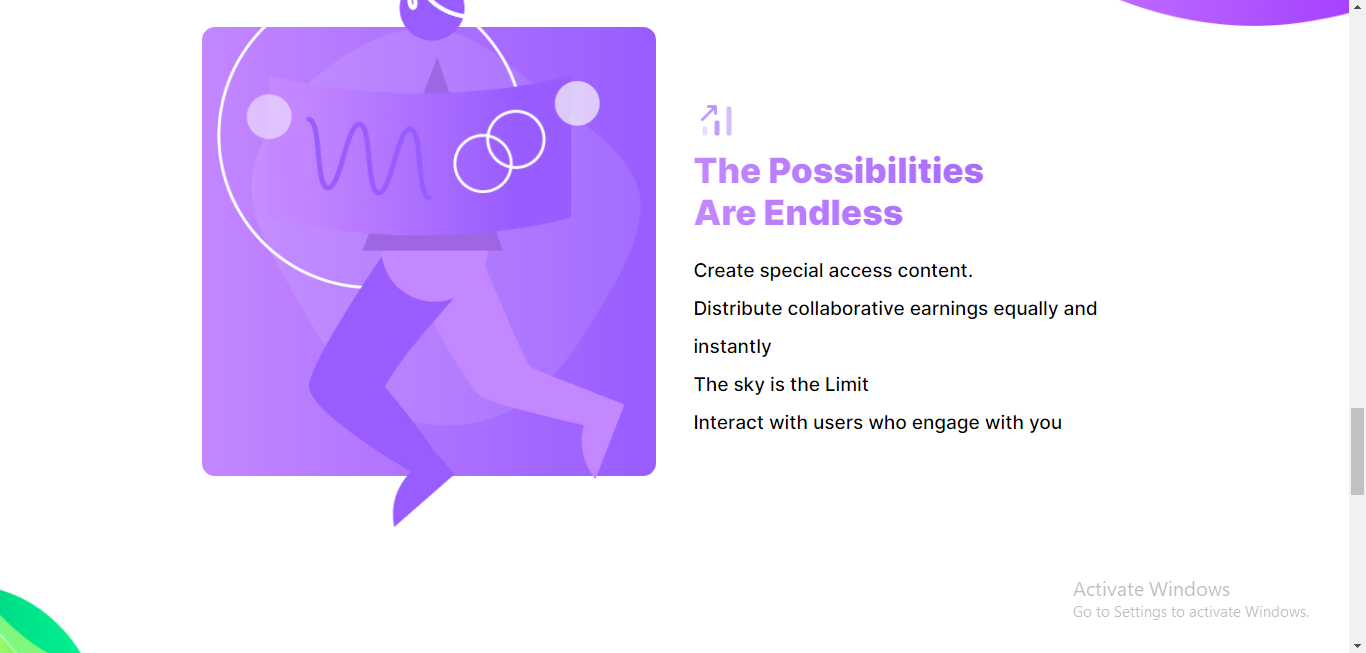 The Possibilities
Are Endless
Create special access content.
Distribute collaborative earnings equally and
instantly
The sky is the Limit
Interact with users who engage with you
Activate Windows
Go to Settings to activate Windows.